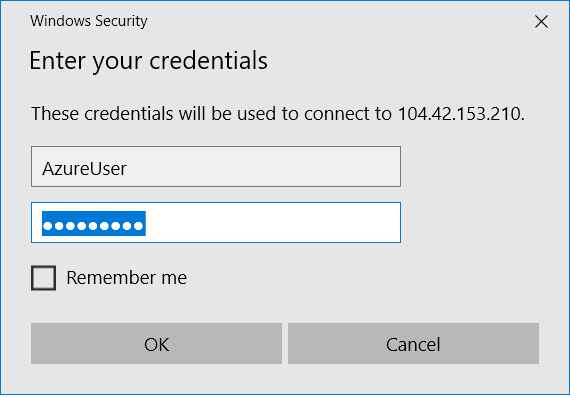 Windows Security
Enter your credentials
These credentials will be used to connect to 104.42.153.210.
AzureUser
●●●●●●●●●
Remember me
OK Cancel